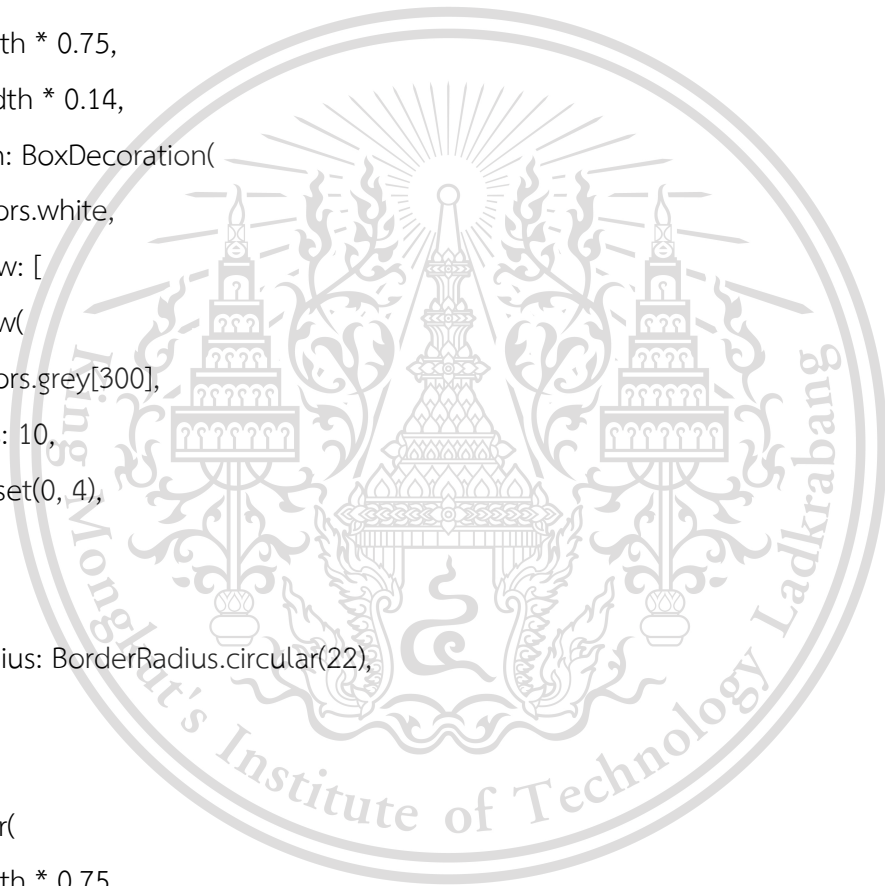 th * 0.75,
dth * 0.14,
n: BoxDecoration(
ors.white,
w: [
w(
ors.grey[300],
: 10,
set(0, 4),
ius: BorderRadius.circular(22),
r(
th * 0.75
King Mongkut's Institute of Technology Ladkrabang